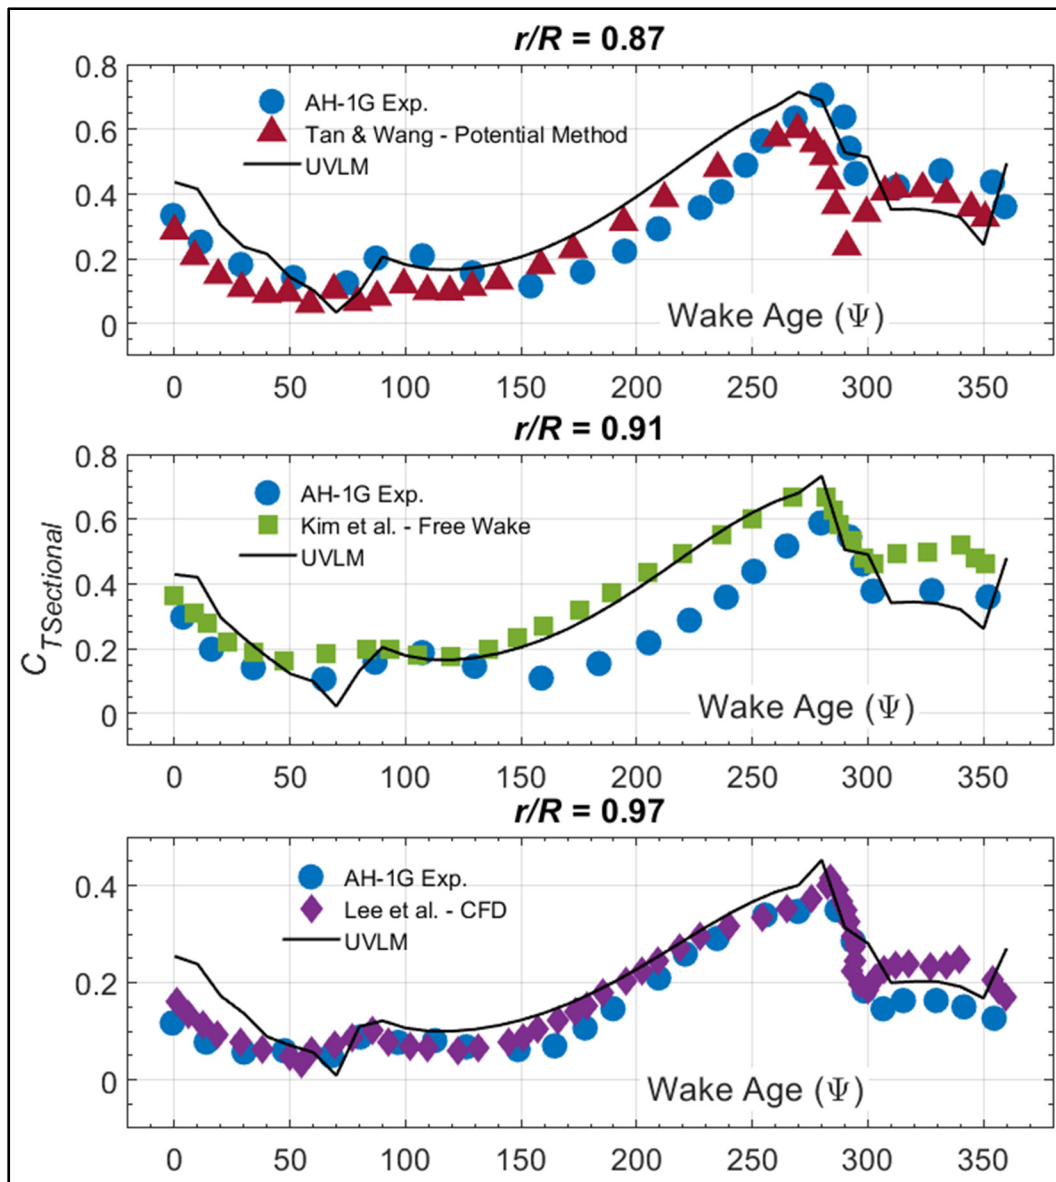 r/R = 0.87
0.8
0.6
0.4
0.2
0
AH-1G Exp.
Tan & Wang - Potential Method
UVLM
Wake Age (Ψ)
0 50 100 150 200 250 300 350
r/R = 0.91
0.8
0.6
0.4
0.2
0
AH-1G Exp.
Kim et al. - Free Wake
UVLM
Wake Age (Ψ)
0 50 100 150 200 250 300 350
C_TSectional
r/R = 0.97
0.4
0.2
0
AH-1G Exp.
Lee et al. - CFD
UVLM
Wake Age (Ψ)
0 50 100 150 200 250 300 350